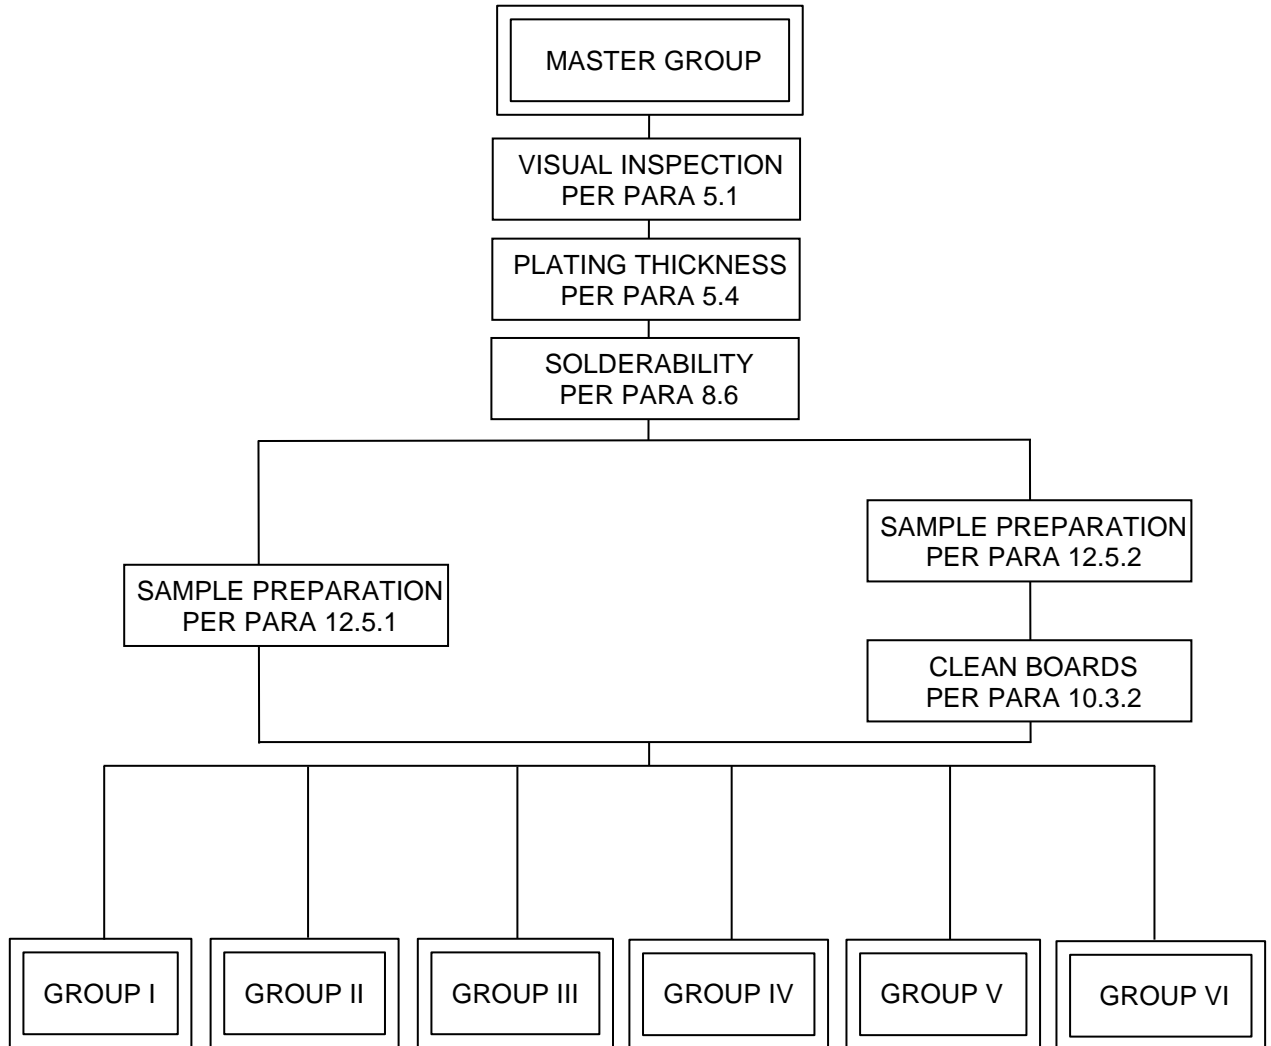 MASTER GROUP
VISUAL INSPECTION
PER PARA 5.1
PLATING THICKNESS
PER PARA 5.4
SOLDERABILITY
PER PARA 8.6
SAMPLE PREPARATION
PER PARA 12.5.2
SAMPLE PREPARATION
PER PARA 12.5.1
CLEAN BOARDS
PER PARA 10.3.2
GROUP I
GROUP II
GROUP III
GROUP IV
GROUP V
GROUP VI